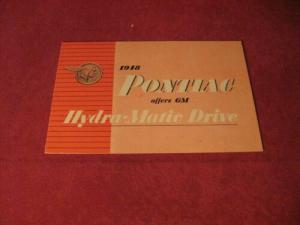 1948
PONTIAC
offers GM
Hydra-Matic Drive